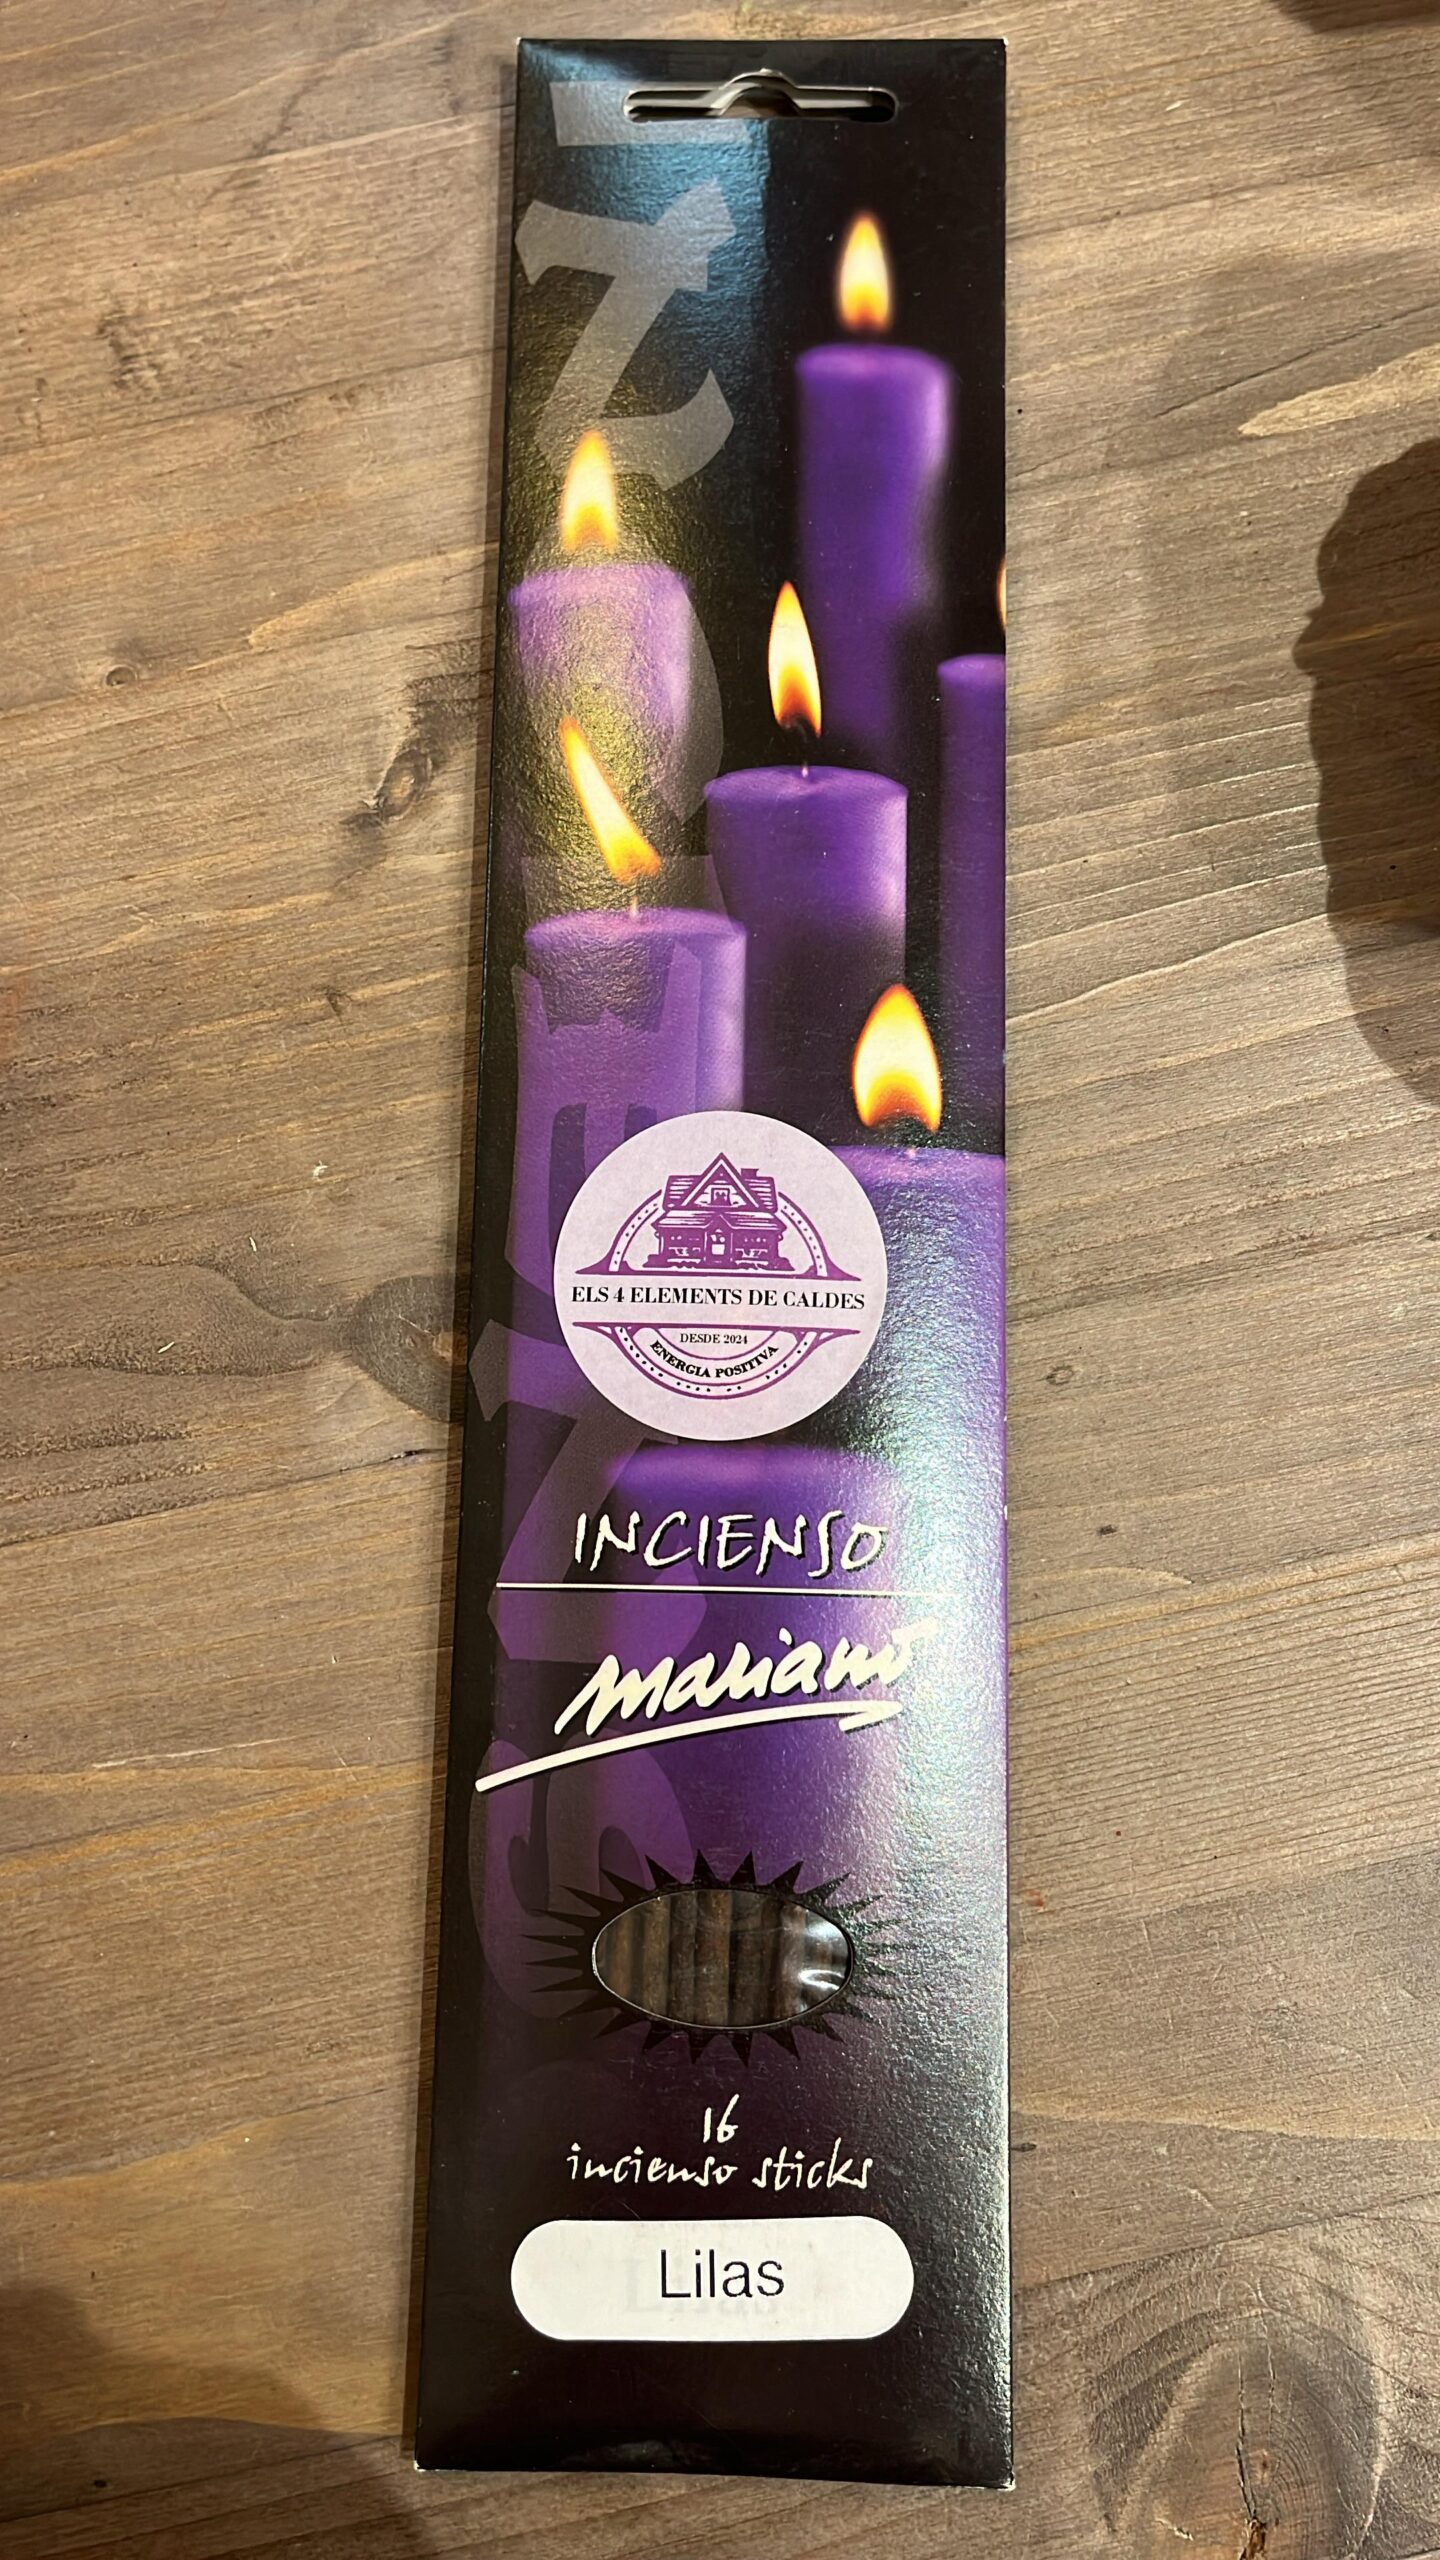 ELS 4 ELEMENTS DE CALDES
DESDE 2024
ENERGIA POSITIVA
INCIENSO
mariano
16
incienso sticks
Lilas